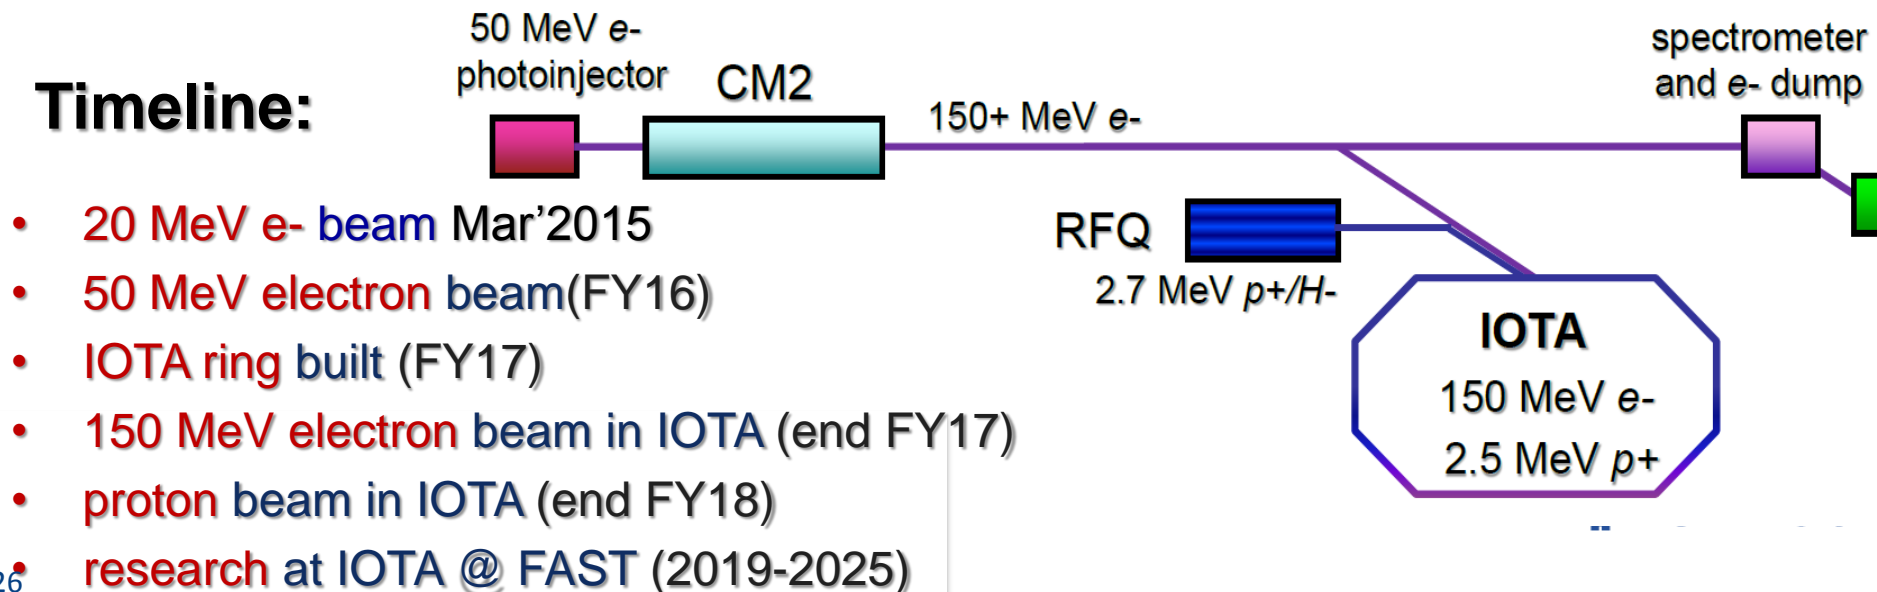 50 MeV e-
photoinjector
CM2
150+ MeV e-
spectrometer
and e- dump
Timeline:
• 20 MeV e- beam Mar’2015
• 50 MeV electron beam(FY16)
• IOTA ring built (FY17)
• 150 MeV electron beam in IOTA (end FY17)
• proton beam in IOTA (end FY18)
• research at IOTA @ FAST (2019-2025)
RFQ
2.7 MeV p+/H-
IOTA
150 MeV e-
2.5 MeV p+
26